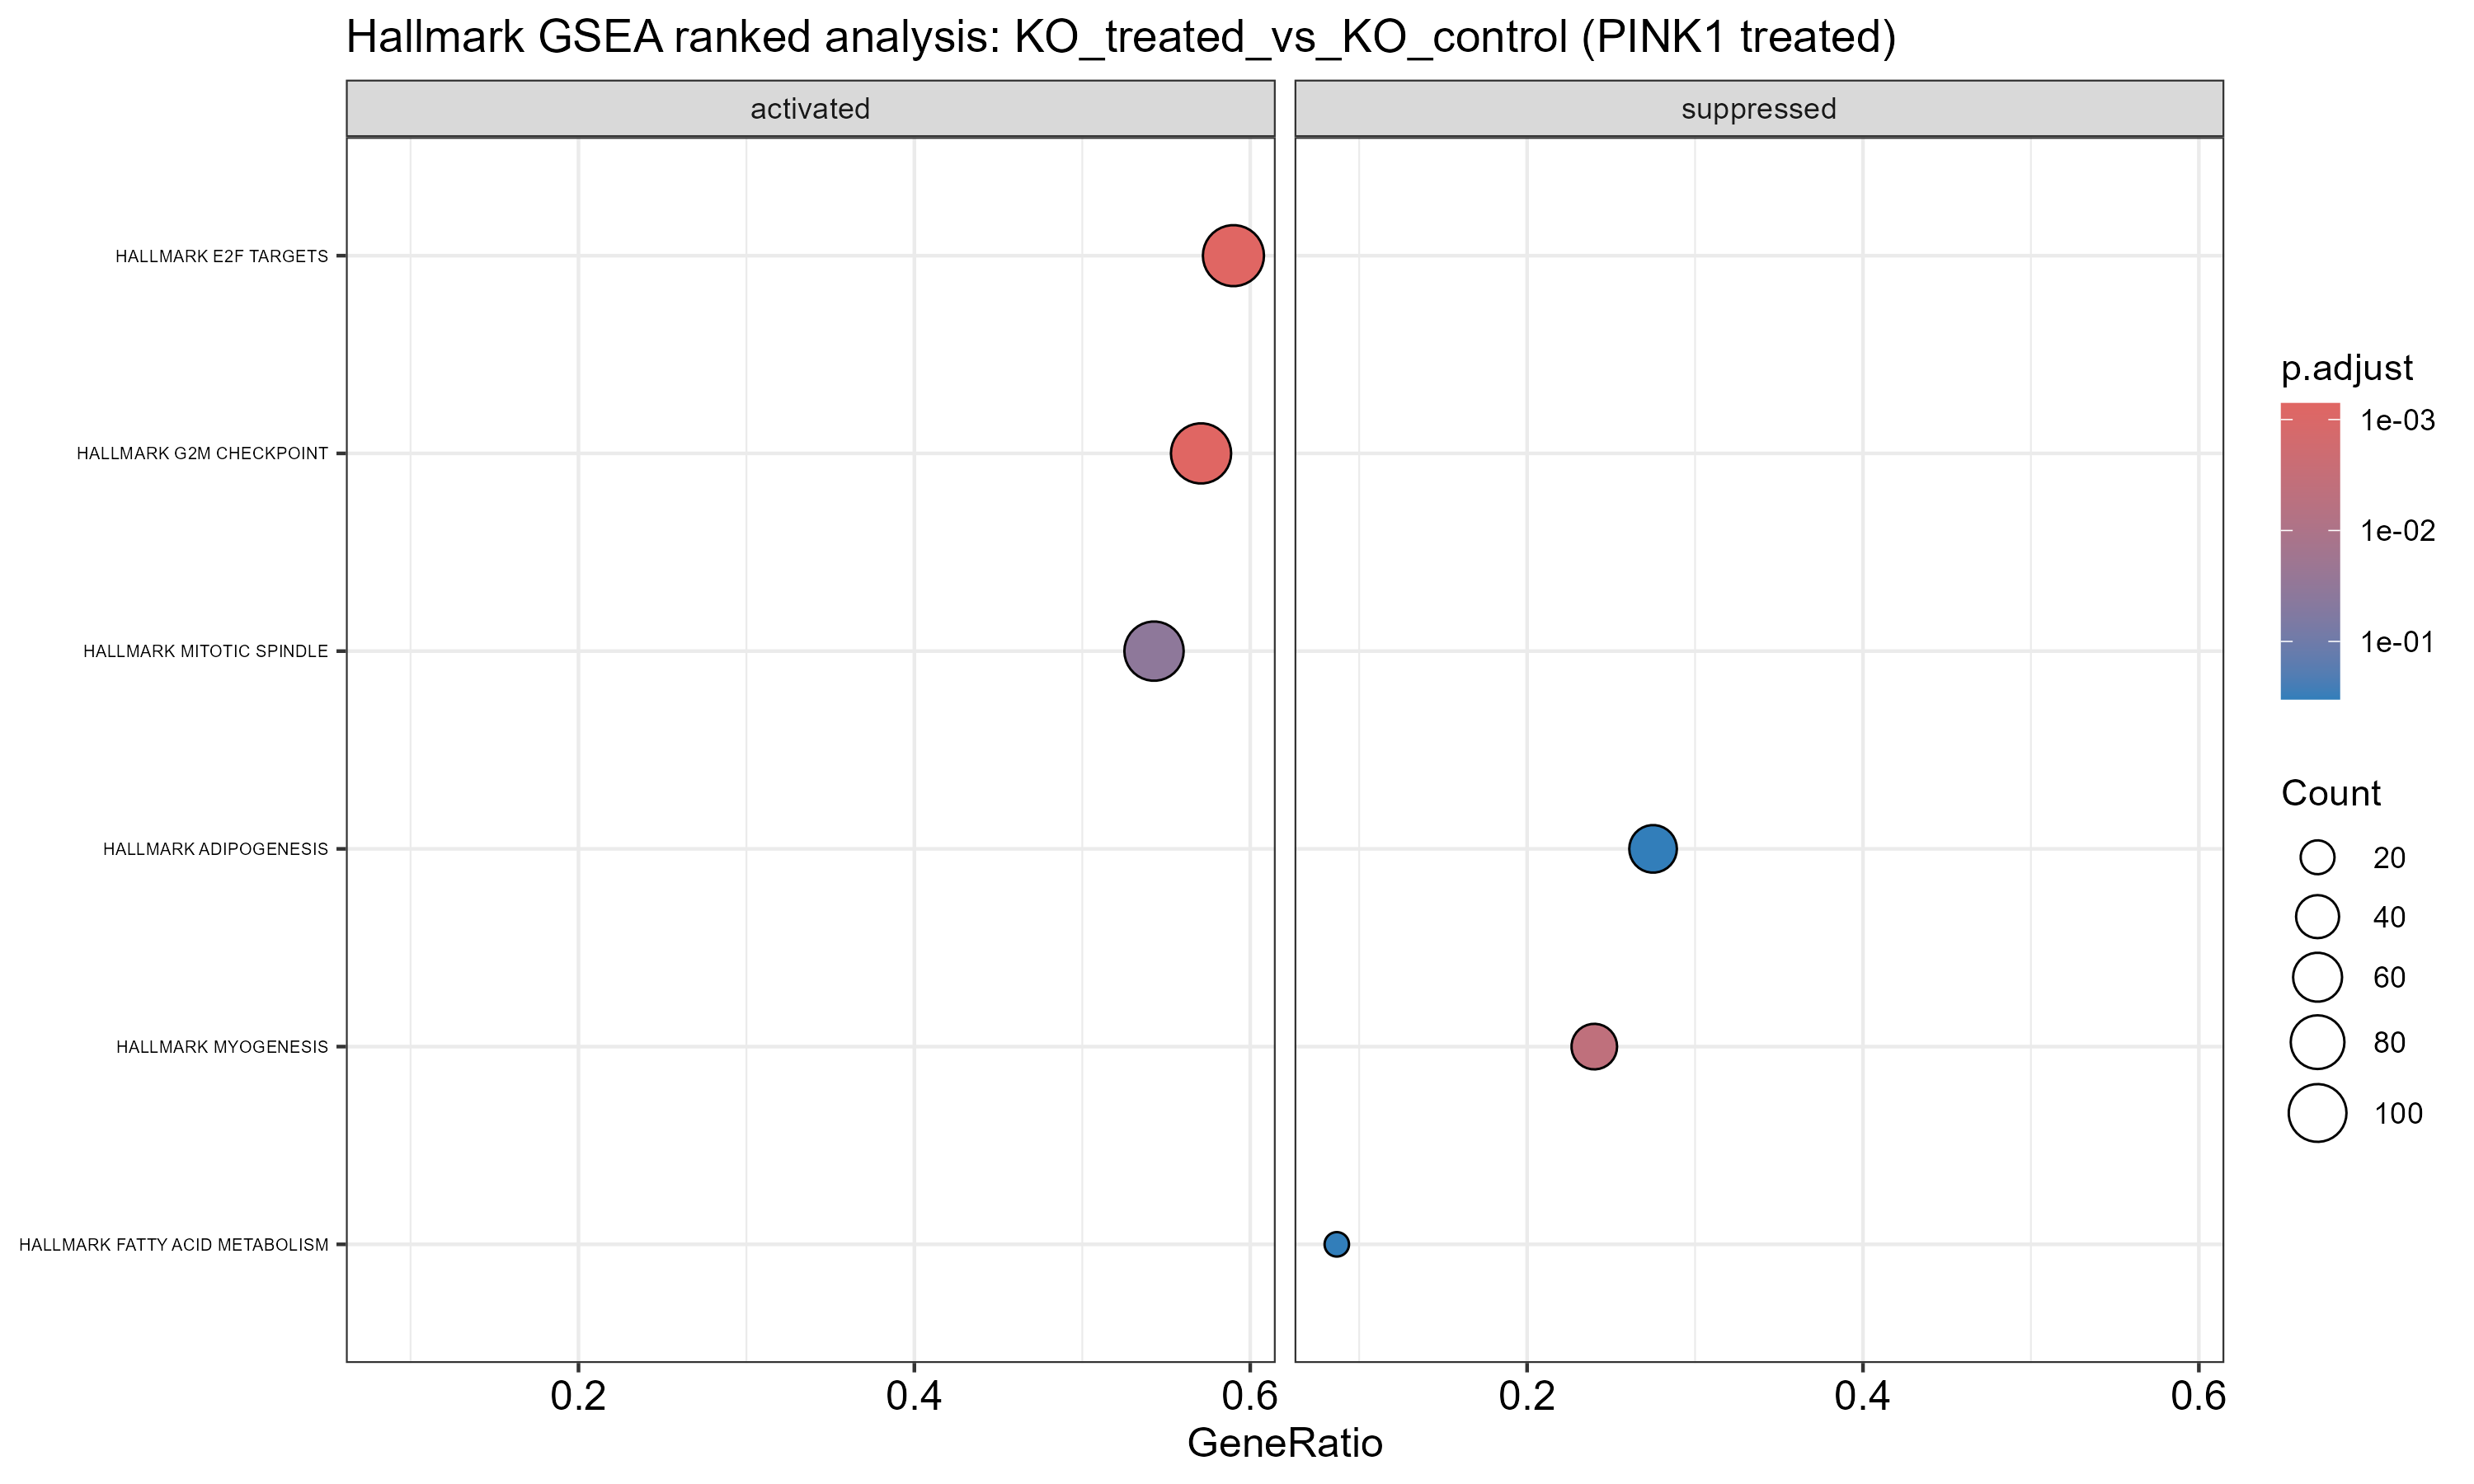 Hallmark GSEA ranked analysis: KO_treated_vs_KO_control (PINK1 treated)
activated
suppressed
HALLMARK E2F TARGETS
HALLMARK G2M CHECKPOINT
HALLMARK MITOTIC SPINDLE
HALLMARK ADIPOGENESIS
HALLMARK MYOGENESIS
HALLMARK FATTY ACID METABOLISM
0.2 0.4 0.6
0.2 0.4 0.6
GeneRatio
p.adjust
1e-03
1e-02
1e-01
Count
20
40
60
80
100